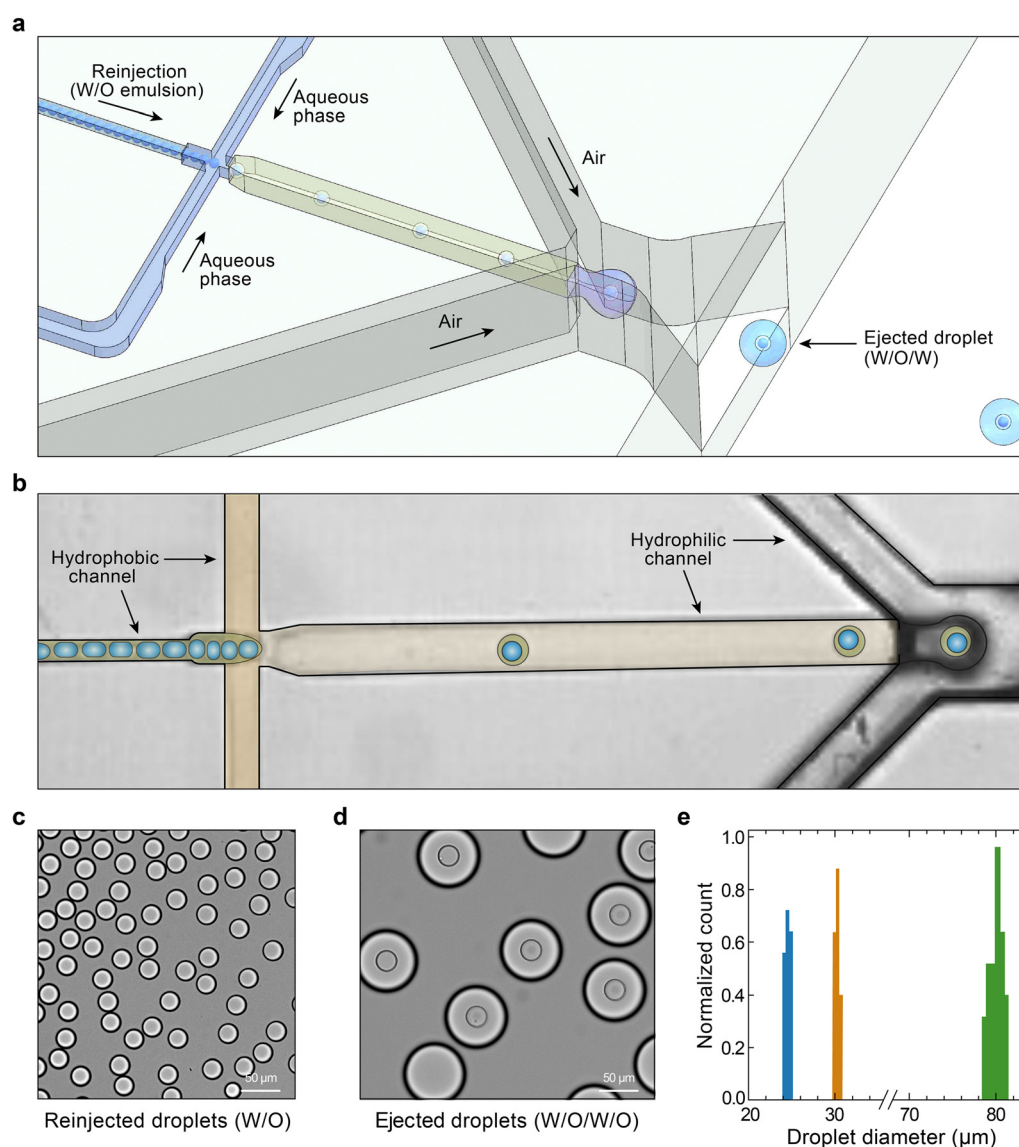 a
Reinjection
(W/O emulsion)
Aqueous
phase
Air
Aqueous
phase
Air
Ejected droplet
(W/O/W)
b
Hydrophobic
channel
Hydrophilic
channel
c
50 µm
Reinjected droplets (W/O)
d
50 µm
Ejected droplets (W/O/W/O)
e
Normalized count
1.0
0.8
0.6
0.4
0.2
0.0
20 30 70 80
Droplet diameter (µm)